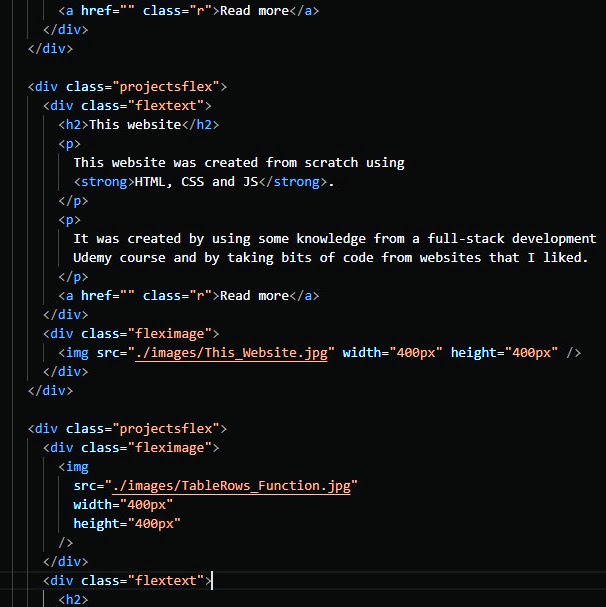 <a href="" class="r">Read more</a>
</div>
</div>
<div class="projectsflex">
<div class="flextext">
<h2>This website</h2>
<p>
This website was created from scratch using
<strong>HTML, CSS and JS</strong>.
</p>
<p>
It was created by using some knowledge from a full-stack development
Udemy course and by taking bits of code from websites that I liked.
</p>
<a href="" class="r">Read more</a>
</div>
<div class="fleximage">
<img src="./images/This_Website.jpg" width="400px" height="400px" />
</div>
</div>
<div class="projectsflex">
<div class="fleximage">
<img
src="./images/TableRows_Function.jpg"
width="400px"
height="400px"
/>
</div>
<div class="flextext">
<h2>